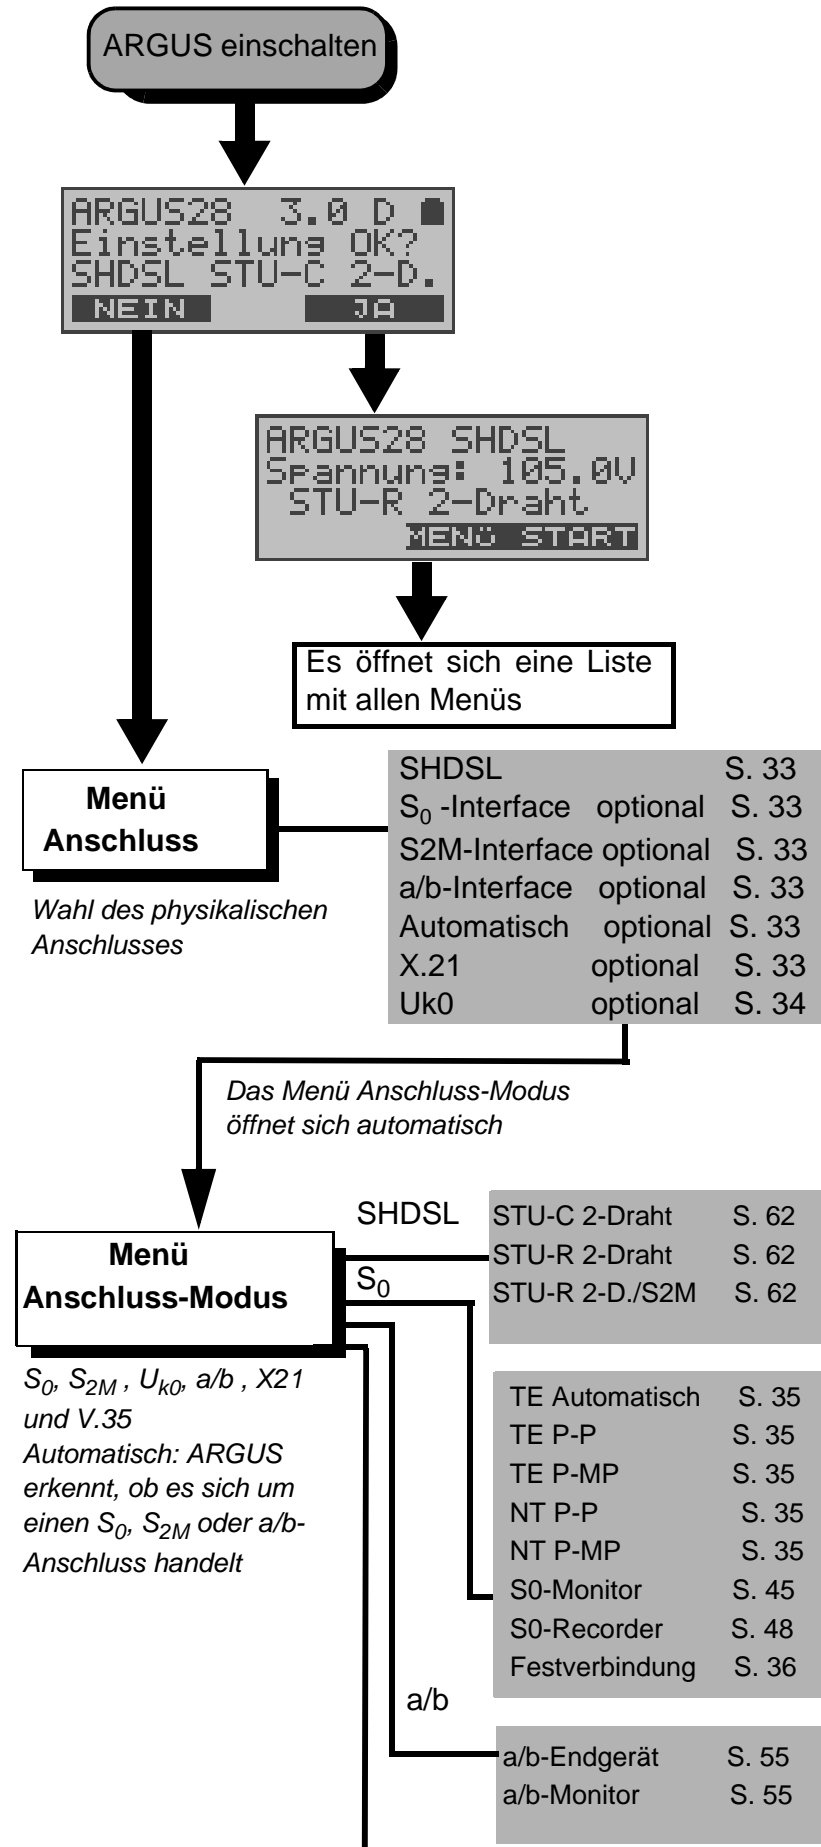 ARGUS einschalten
ARGUS28 3.0 D
Einstellung OK?
SHDSL STU-C 2-D.
NEIN JA
ARGUS28 SHDSL
Spannung: 105.0V
STU-R 2-Draht
MENÜ START
Es öffnet sich eine Liste
mit allen Menüs
Menü
Anschluss
Wahl des physikalischen
Anschlusses
SHDSL S. 33
S0 -Interface optional S. 33
S2M-Interface optional S. 33
a/b-Interface optional S. 33
Automatisch optional S. 33
X.21 optional S. 33
Uk0 optional S. 34
Das Menü Anschluss-Modus
öffnet sich automatisch
Menü
Anschluss-Modus
S0, S2M , Uk0, a/b , X21
und V.35
Automatisch: ARGUS
erkennt, ob es sich um
einen S0, S2M oder a/b-
Anschluss handelt
SHDSL
STU-C 2-Draht S. 62
STU-R 2-Draht S. 62
STU-R 2-D./S2M S. 62
S0
TE Automatisch S. 35
TE P-P S. 35
TE P-MP S. 35
NT P-P S. 35
NT P-MP S. 35
S0-Monitor S. 45
S0-Recorder S. 48
Festverbindung S. 36
a/b
a/b-Endgerät S. 55
a/b-Monitor S. 55